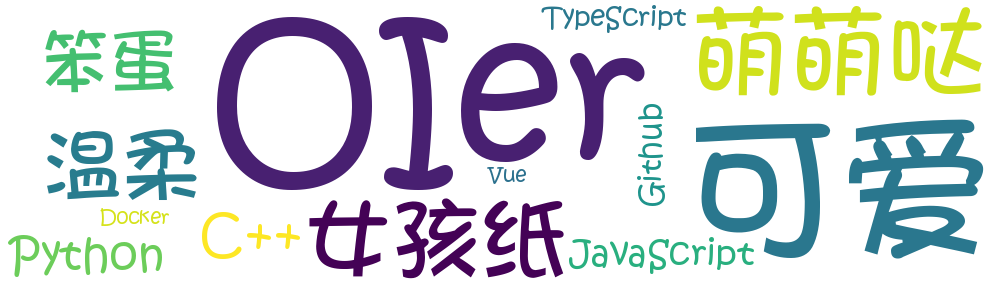 笨蛋
OIer
TypeScript
萌萌哒
温柔
Vue
Github
可爱
Docker
Python
C++
女孩纸
JavaScript